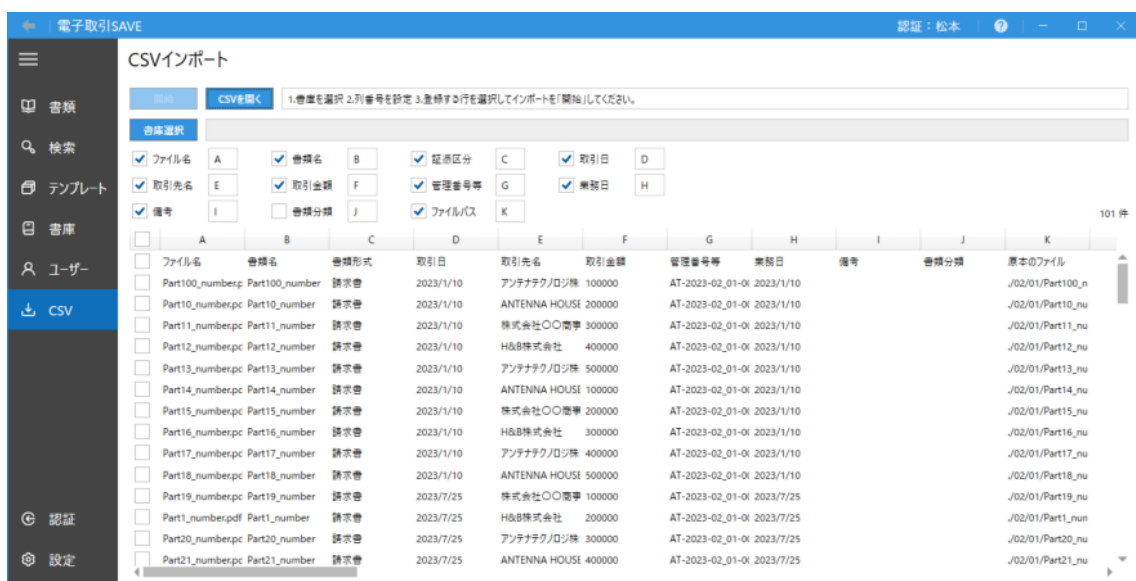 電子取引SAVE 認証：松本
CSVインポート
開始 CSVを開く 1.書庫を選択 2.列番号を設定 3.登録する行を選択してインポートを「開始」してください。
書類
書庫選択
検索
ファイル名 A 書類名 B 証憑区分 C 取引日 D
テンプレート
取引先名 E 取引金額 F 管理番号等 G 業務日 H
備考 I 書類分類 J ファイルパス K 101 件
書庫
A B C D E F G H I J K
ファイル名 書類名 書類形式 取引日 取引先名 取引金額 管理番号等 業務日 備考 書類分類 原本のファイル
ユーザー
Part100_number.p Part100_number 請求書 2023/1/10 アンテナテクノロジ株 100000 AT-2023-02_01-0( 2023/1/10 ./02/01/Part100_n
Part10_number.pc Part10_number 請求書 2023/1/10 ANTENNA HOUSE 200000 AT-2023-02_01-0( 2023/1/10 ./02/01/Part10_nu
CSV
Part11_number.pc Part11_number 請求書 2023/1/10 株式会社〇〇商事 300000 AT-2023-02_01-0( 2023/1/10 ./02/01/Part11_nu
Part12_number.pc Part12_number 請求書 2023/1/10 H&B株式会社 400000 AT-2023-02_01-0( 2023/1/10 ./02/01/Part12_nu
Part13_number.pc Part13_number 請求書 2023/1/10 アンテナテクノロジ株 500000 AT-2023-02_01-0( 2023/1/10 ./02/01/Part13_nu
Part14_number.pc Part14_number 請求書 2023/1/10 ANTENNA HOUSE 100000 AT-2023-02_01-0( 2023/1/10 ./02/01/Part14_nu
Part15_number.pc Part15_number 請求書 2023/1/10 株式会社〇〇商事 200000 AT-2023-02_01-0( 2023/1/10 ./02/01/Part15_nu
Part16_number.pc Part16_number 請求書 2023/1/10 H&B株式会社 300000 AT-2023-02_01-0( 2023/1/10 ./02/01/Part16_nu
Part17_number.pc Part17_number 請求書 2023/1/10 アンテナテクノロジ株 400000 AT-2023-02_01-0( 2023/1/10 ./02/01/Part17_nu
Part18_number.pc Part18_number 請求書 2023/1/10 ANTENNA HOUSE 500000 AT-2023-02_01-0( 2023/1/10 ./02/01/Part18_nu
Part19_number.pc Part19_number 請求書 2023/7/25 株式会社〇〇商事 100000 AT-2023-02_01-0( 2023/7/25 ./02/01/Part19_nu
認証
Part1_number.pdf Part1_number 請求書 2023/7/25 H&B株式会社 200000 AT-2023-02_01-0( 2023/7/25 ./02/01/Part1_num
Part20_number.pc Part20_number 請求書 2023/7/25 アンテナテクノロジ株 300000 AT-2023-02_01-0( 2023/7/25 ./02/01/Part20_nu
設定
Part21_number.pc Part21_number 請求書 2023/7/25 ANTENNA HOUSE 400000 AT-2023-02_01-0( 2023/7/25 ./02/01/Part21_nu